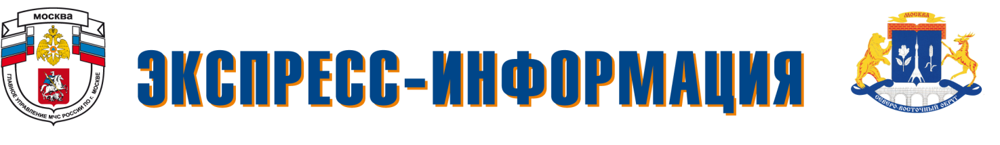 МОСКВА
ГЛАВНОЕ УПРАВЛЕНИЕ МЧС РОССИИ ПО Г. МОСКВЕ
ЭКСПРЕСС-ИНФОРМАЦИЯ
МОСКВА
СЕВЕРО-ВОСТОЧНЫЙ ОКРУГ